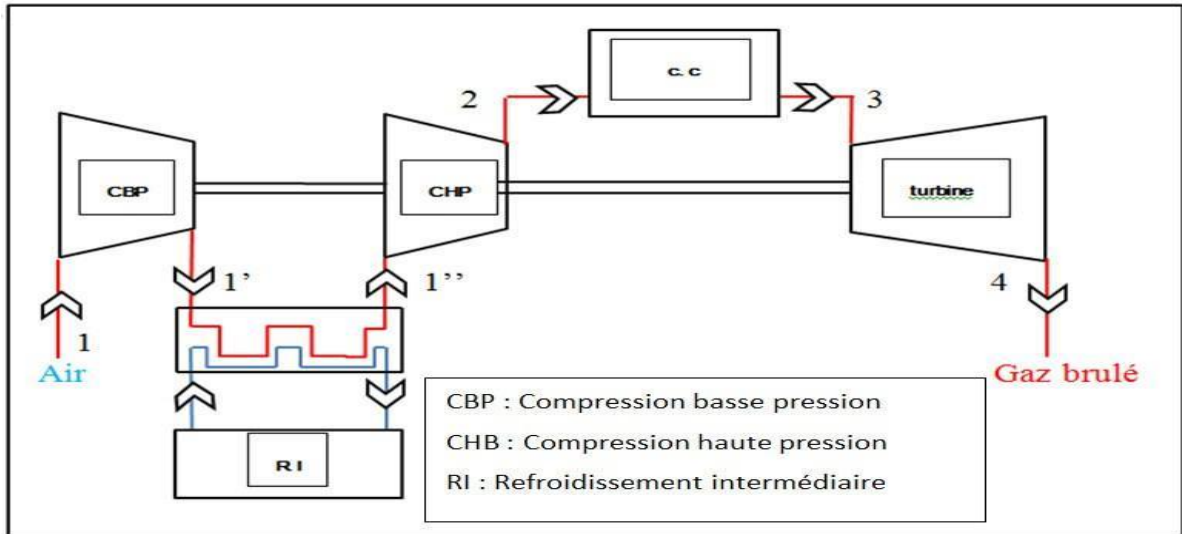 c. c
2
3
CBP
CHP
turbine
1’
1’’
4
1
Air
Gaz brulé
R I
CBP : Compression basse pression
CHB : Compression haute pression
RI : Refroidissement intermédiaire